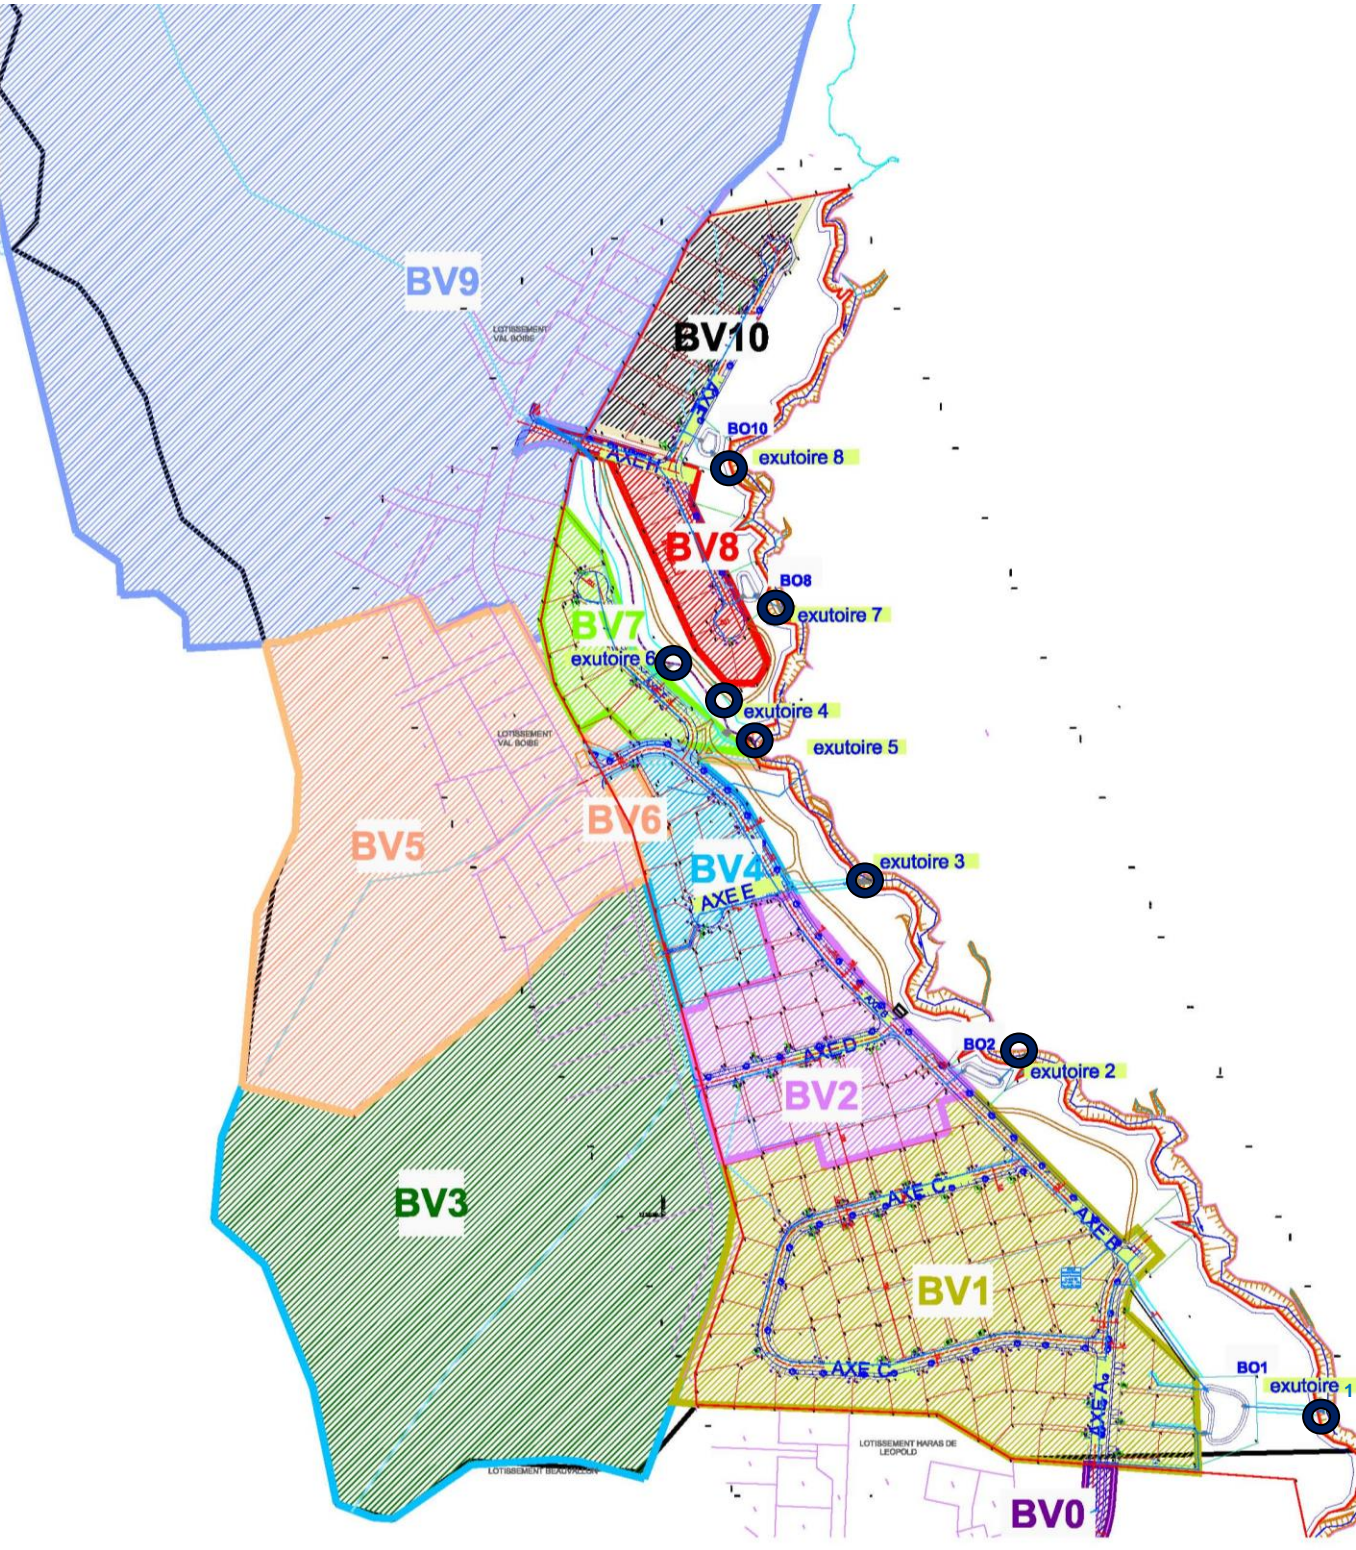 BV9
LOTISSEMENT
VAL BOISE
BV10
AXE
BO10
exutoire 8
AXE H
BV8
BO8
exutoire 7
BV7
exutoire 6
exutoire 4
exutoire 5
LOTISSEMENT
VAL BOISE
BV6
BV5
BV4
exutoire 3
AXE E
AXE B
BO2
exutoire 2
AXE D
BV2
AXE C
BV3
AXE B
BV1
AXE C
BO1
exutoire 1
AXE A
LOTISSEMENT HARAS DE
LEOPOLD
LOTISSEMENT BEAUVALLON
BV0